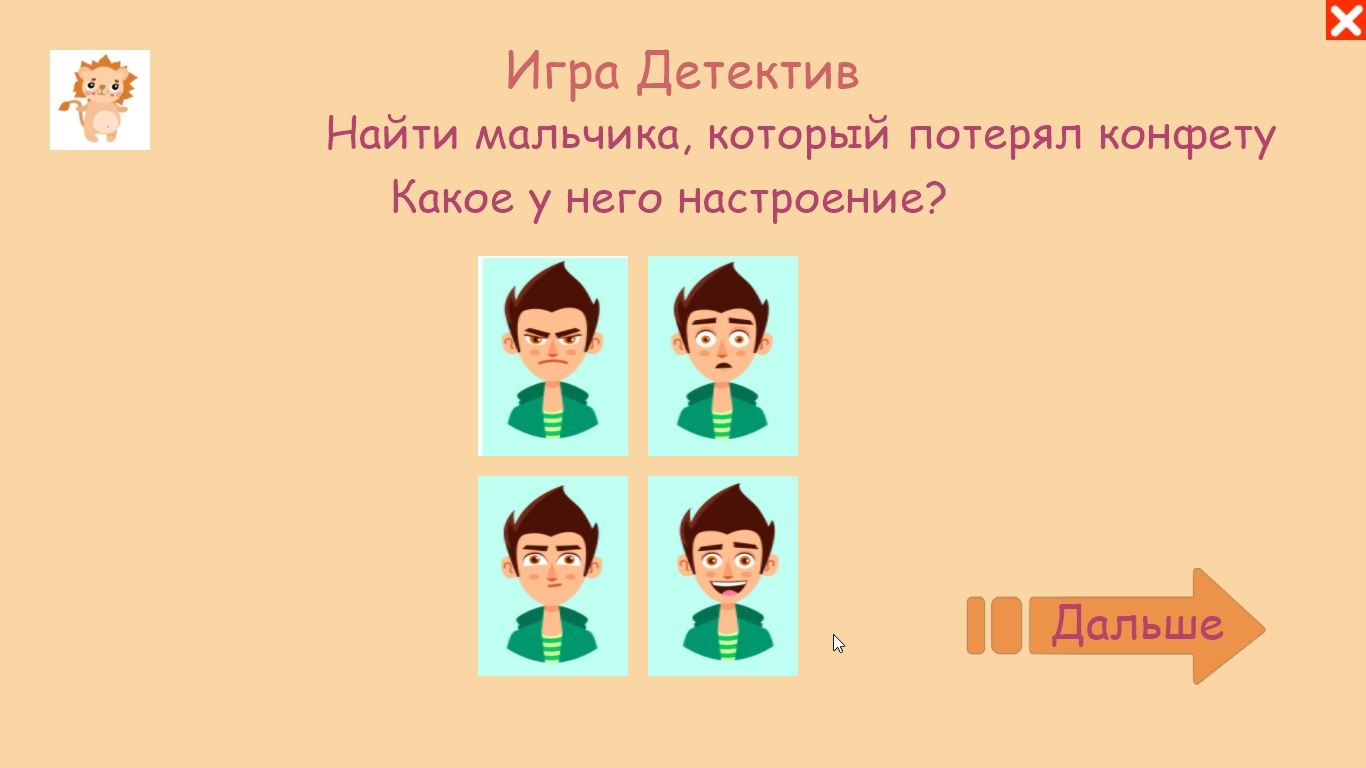 Игра Детектив
Найти мальчика, который потерял конфету
Какое у него настроение?
Дальше